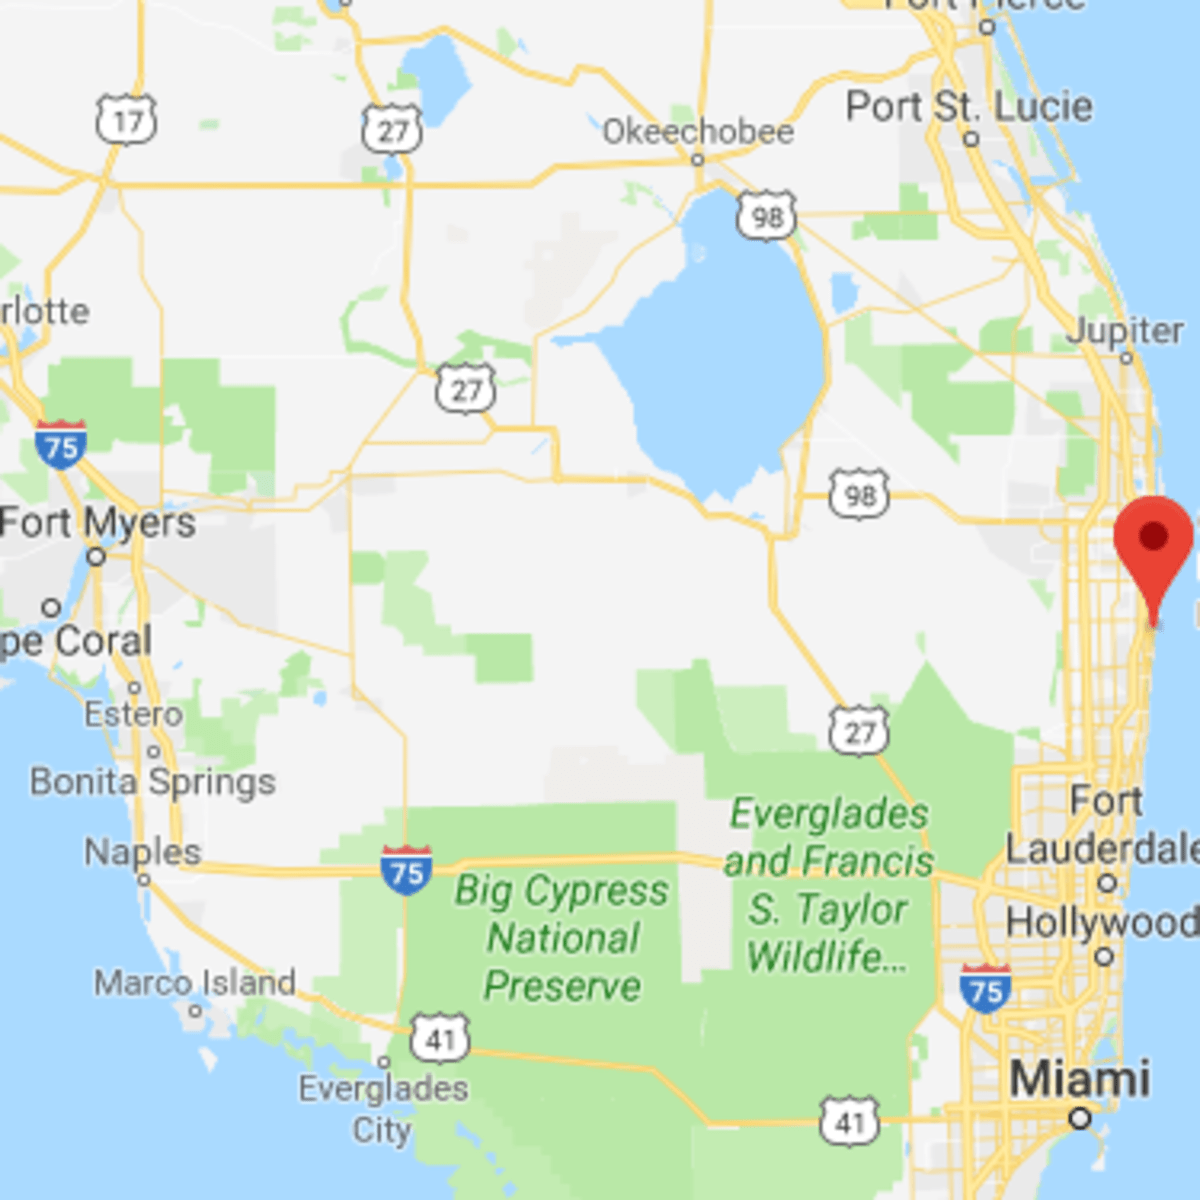 Fort Pierce
17
27
Okeechobee
Port St. Lucie
98
rlotte
Jupiter
27
75
98
Fort Myers
pe Coral
Estero
27
Bonita Springs
Everglades
and Francis
S. Taylor
Wildlife...
Fort
Lauderdale
Naples
75
Big Cypress
National
Preserve
Hollywood
Marco Island
75
41
Everglades
City
Miami
41